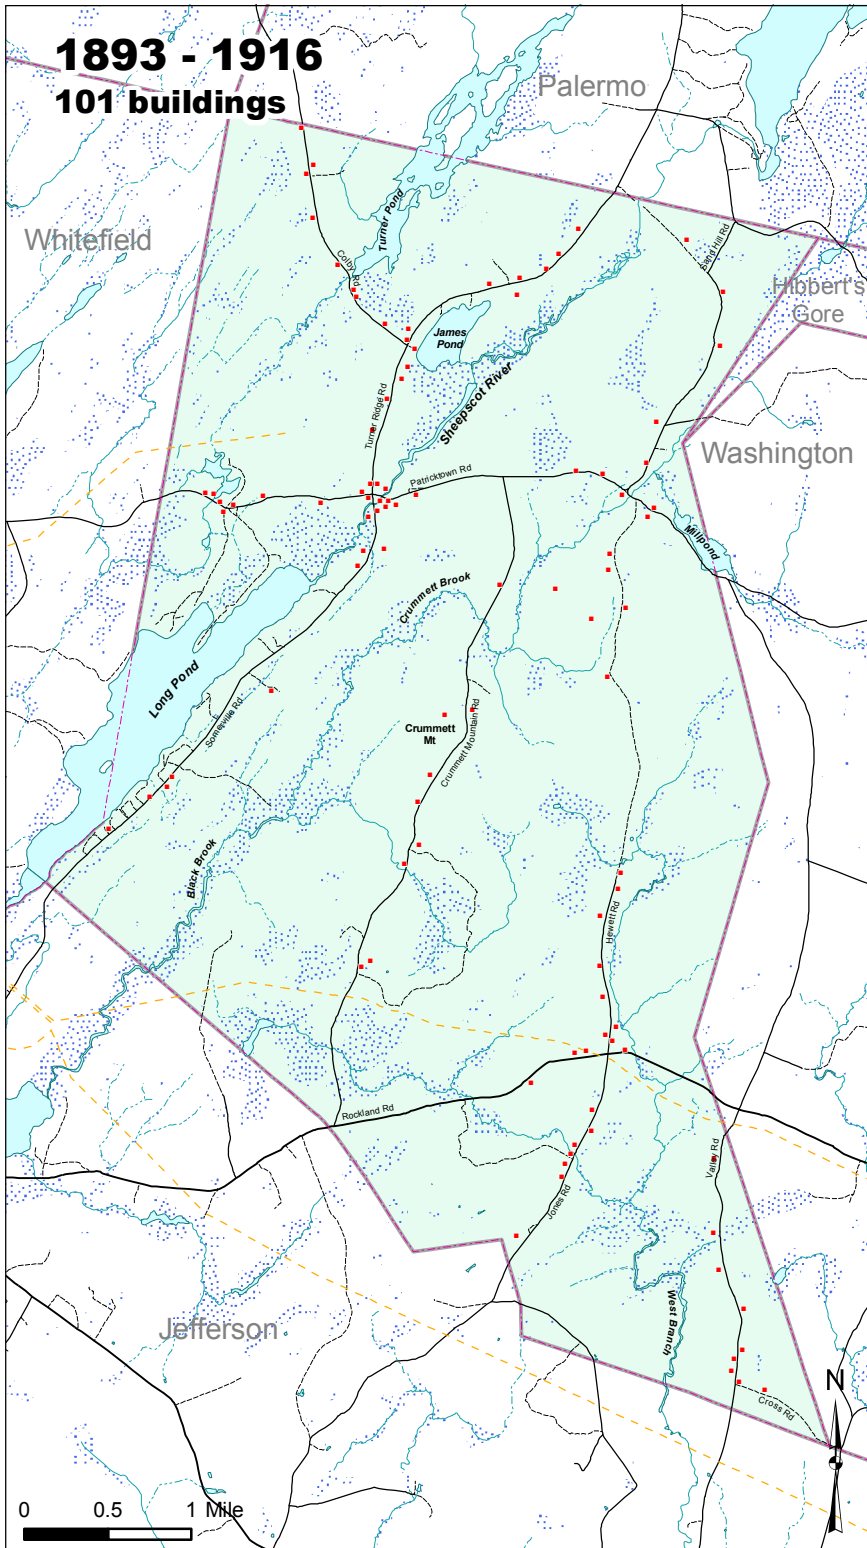 1893 - 1916
101 buildings
Palermo
Whitefield
Turner Pond
Colby Rd
Sand Hill Rd
Hibbert's
Gore
James
Pond
Sheepscot River
Turner Ridge Rd
Washington
Patricktown Rd
Millpond
Crummett Brook
Long Pond
Somerville Rd
Crummett
Mt
Crummett Mountain Rd
Black Brook
Hewett Rd
Rockland Rd
Valley Rd
Jones Rd
West Branch
Jefferson
Cross Rd
N
0 0.5 1 Mile